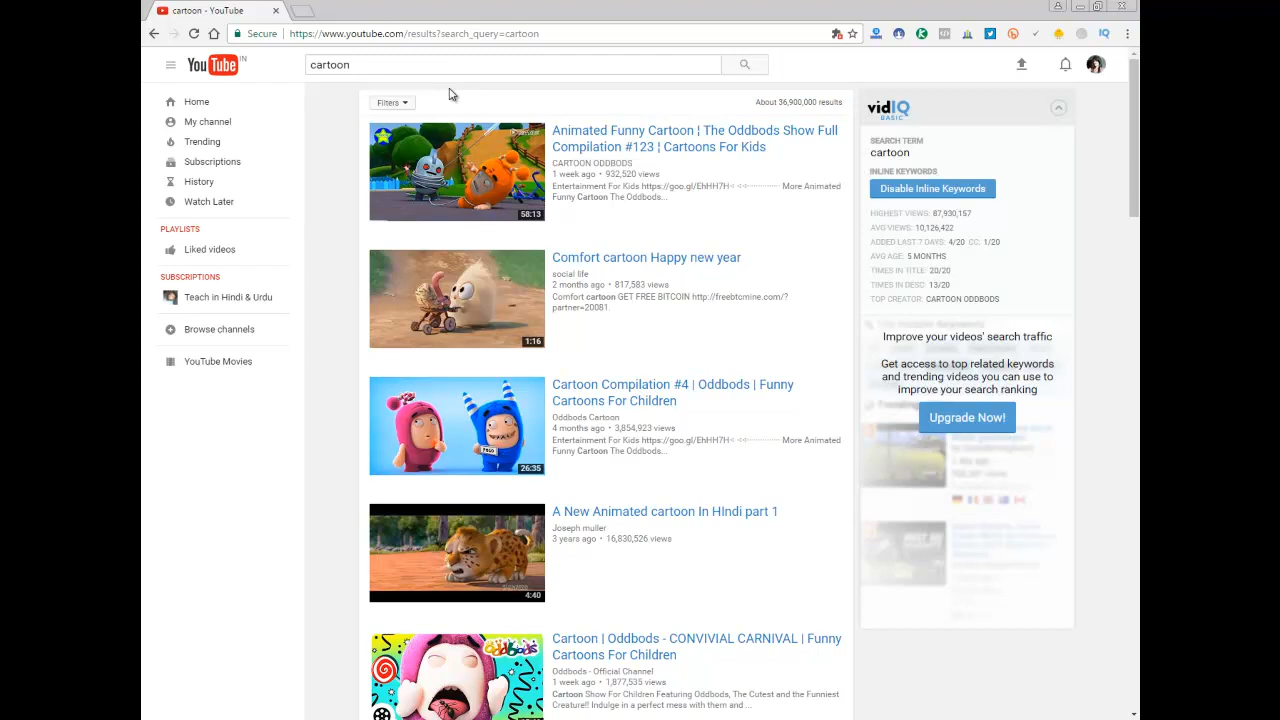 cartoon - YouTube
Secure
https://www.youtube.com/results?search_query=cartoon
YouTube IN
cartoon
Home
My channel
Trending
Subscriptions
History
Watch Later
PLAYLISTS
Liked videos
SUBSCRIPTIONS
Teach in Hindi & Urdu
Browse channels
YouTube Movies
Filters
About 36,900,000 results
58:13
Animated Funny Cartoon ¦ The Oddbods Show Full
Compilation #123 ¦ Cartoons For Kids
CARTOON ODDBODS
1 week ago • 932,520 views
Entertainment For Kids https://goo.gl/EhHH7H< <<·············· More Animated
Funny Cartoon The Oddbods...
1:16
Comfort cartoon Happy new year
social life
2 months ago • 817,583 views
Comfort cartoon GET FREE BITCOIN http://freebtcmine.com/?
partner=20081.
26:35
Cartoon Compilation #4 | Oddbods | Funny
Cartoons For Children
Oddbods Cartoon
4 months ago • 3,854,923 views
Entertainment For Kids https://goo.gl/EhHH7H< <<·············· More Animated
Funny Cartoon The Oddbods...
4:40
A New Animated cartoon In HIndi part 1
Joseph muller
3 years ago • 16,830,526 views
oddbods
Cartoon | Oddbods - CONVIVIAL CARNIVAL | Funny
Cartoons For Children
Oddbods - Official Channel
1 week ago • 1,877,535 views
Cartoon Show For Children Featuring Oddbods, The Cutest and the Funniest
Creature!! Indulge in a perfect mess with them and ...
vidIQ
BASIC
SEARCH TERM
cartoon
INLINE KEYWORDS
Disable Inline Keywords
HIGHEST VIEWS: 87,930,157
AVG VIEWS: 10,126,422
ADDED LAST 7 DAYS: 4/20 CC: 1/20
AVG AGE: 5 MONTHS
TIMES IN TITLE: 20/20
TIMES IN DESC: 13/20
TOP CREATOR: CARTOON ODDBODS
Improve your videos' search traffic
Get access to top related keywords
and trending videos you can use to
improve your search ranking
Upgrade Now!